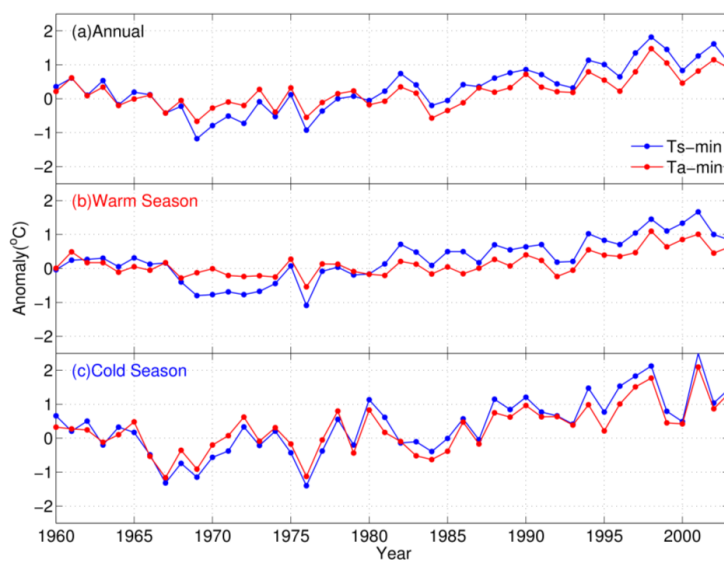 (a)Annual
2
1
0
−1
−2
Ts−min
Ta−min
(b)Warm Season
2
1
0
−1
−2
Anomaly(°C)
(c)Cold Season
2
1
0
−1
−2
1960 1965 1970 1975 1980 1985 1990 1995 2000
Year